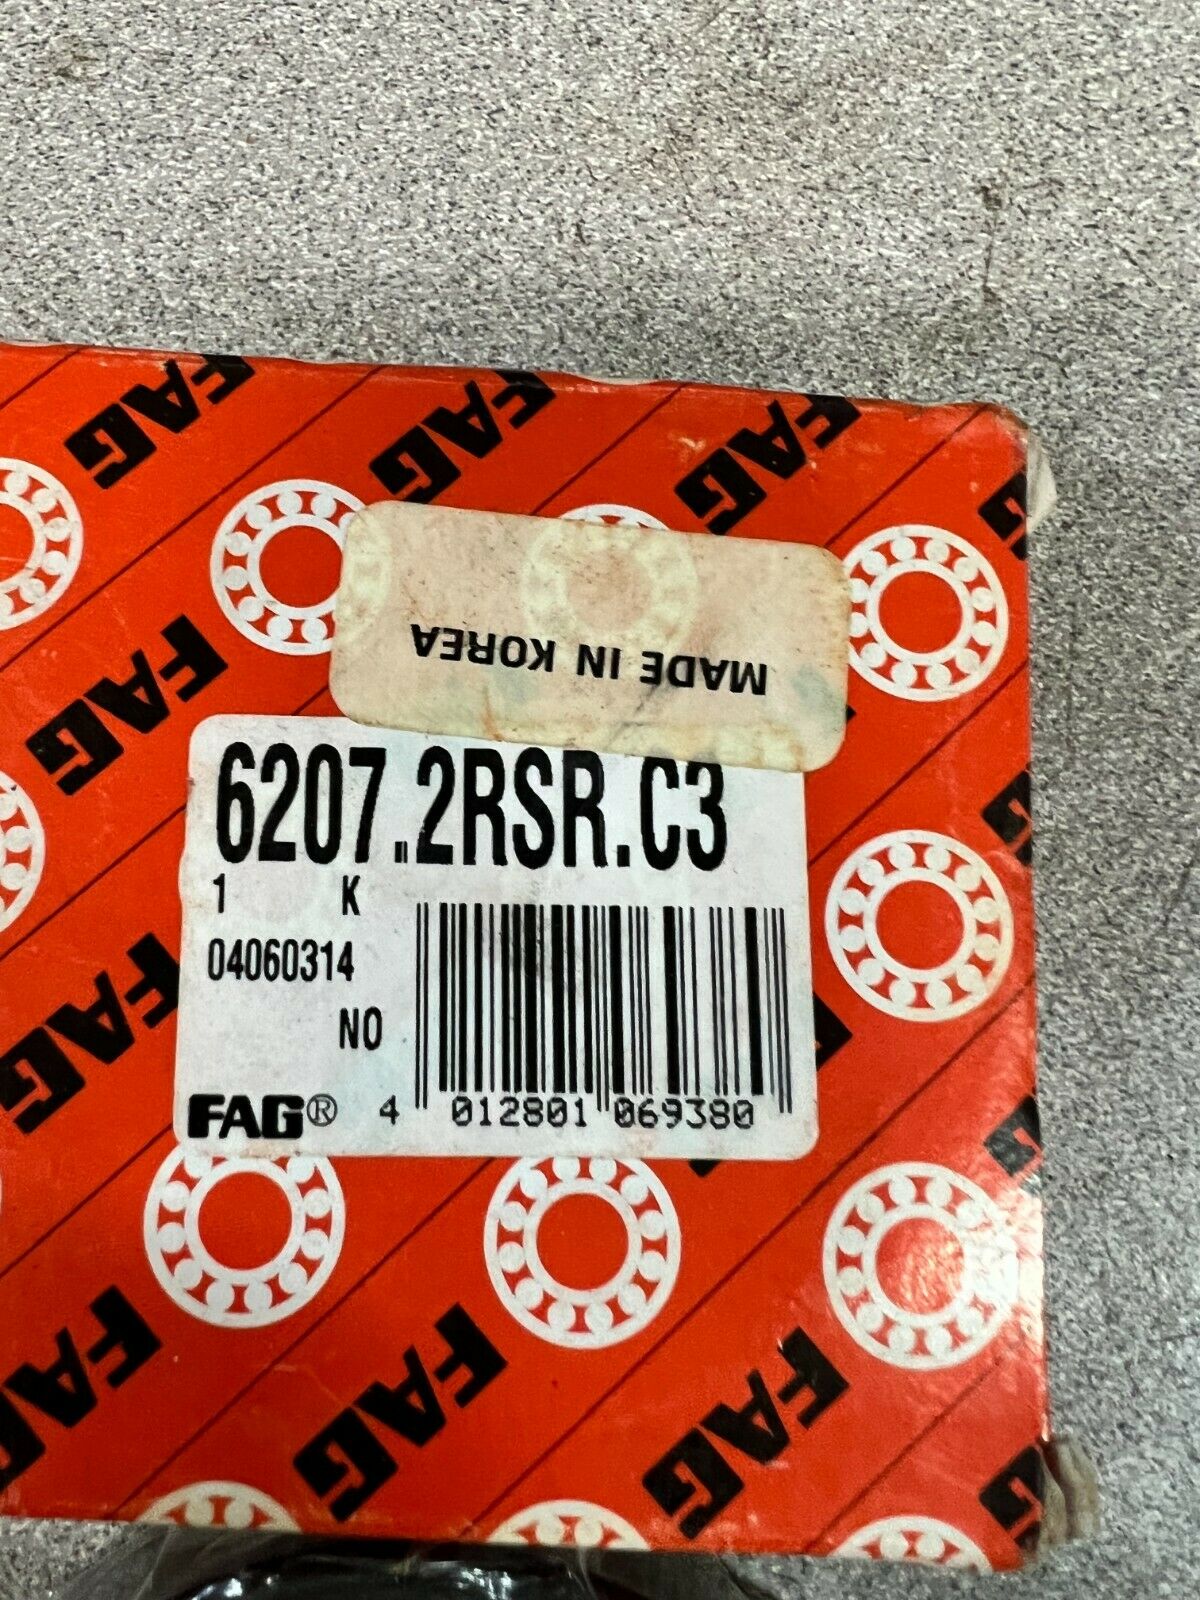 FAG FAG FAG
MADE IN KOREA
FAG
6207.2RSR.C3
1 K
04060314
NO
FAG
FAG® 4 012801 069380
FAG FAG FAG